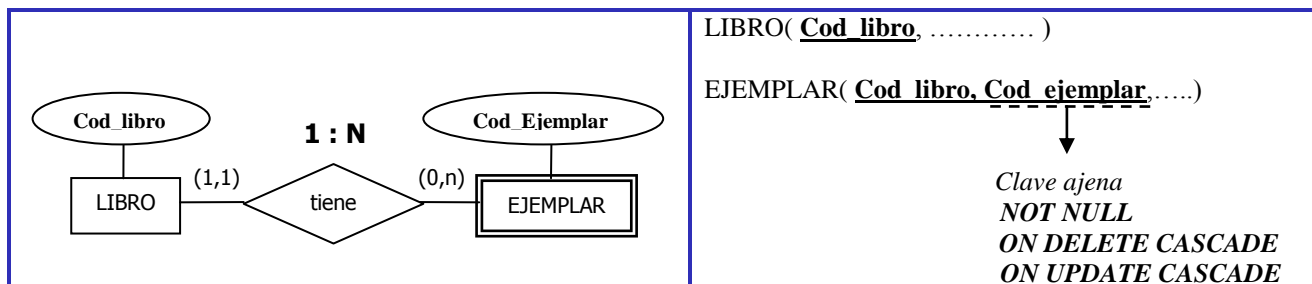 Cod_libro
Cod_Ejemplar
1 : N
(1,1)
(0,n)
LIBRO
tiene
EJEMPLAR
LIBRO( Cod_libro, ………… )
EJEMPLAR( Cod_libro, Cod_ejemplar,…..)
Clave ajena
NOT NULL
ON DELETE CASCADE
ON UPDATE CASCADE